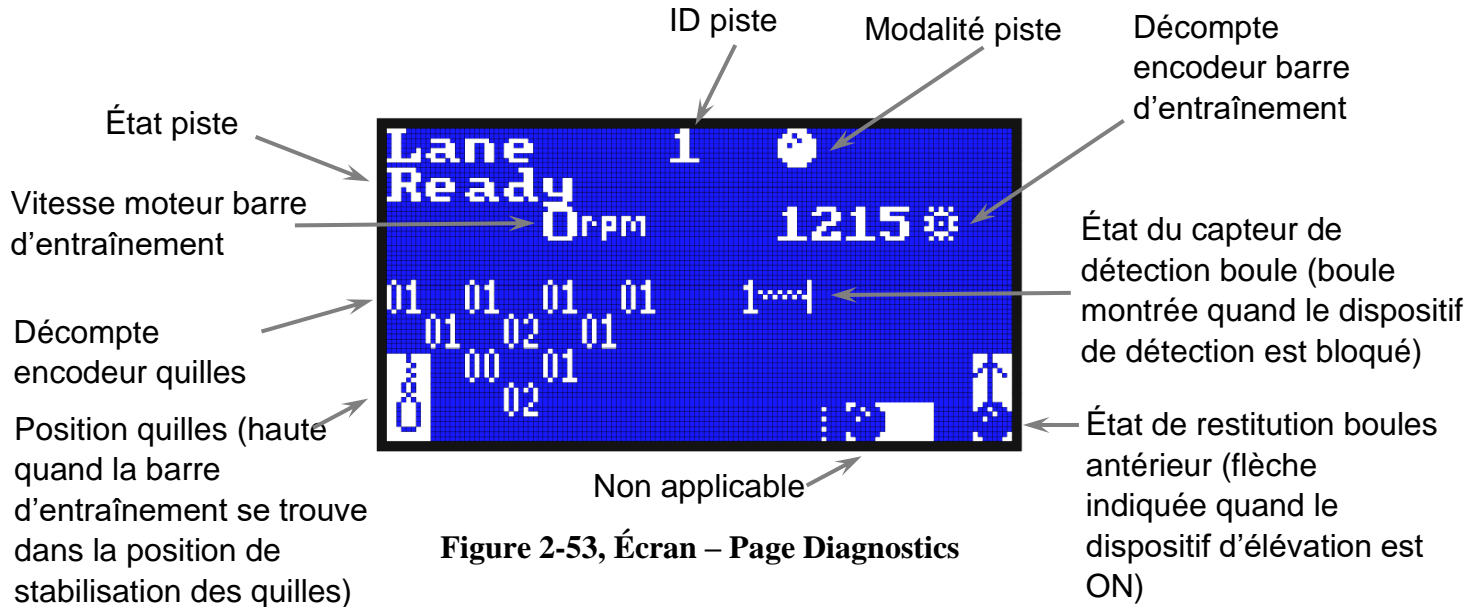 ID piste
Modalité piste
Décompte
encodeur barre
d'entraînement
État piste
Vitesse moteur barre
d'entraînement
Décompte
encodeur quilles
Position quilles (haute
quand la barre
d'entraînement se trouve
dans la position de
stabilisation des quilles)
Lane 1
Ready
0rpm 1215
01 01 01 01 1
01 02 01
00 01
02
État du capteur de
détection boule (boule
montrée quand le dispositif
de détection est bloqué)
État de restitution boules
antérieur (flèche
indiquée quand le
dispositif d'élévation est
ON)
Non applicable
Figure 2-53, Écran – Page Diagnostics